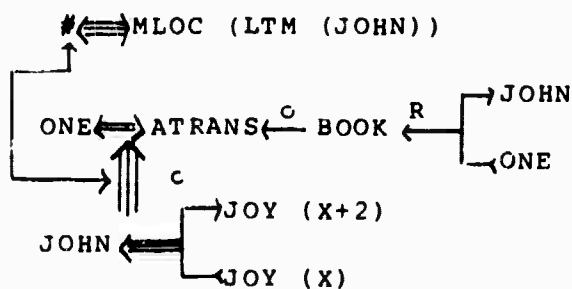 # MLOC (LTM (JOHN))
JOHN
ONE ATRANS O BOOK R
ONE
C
JOY (X+2)
JOHN
JOY (X)